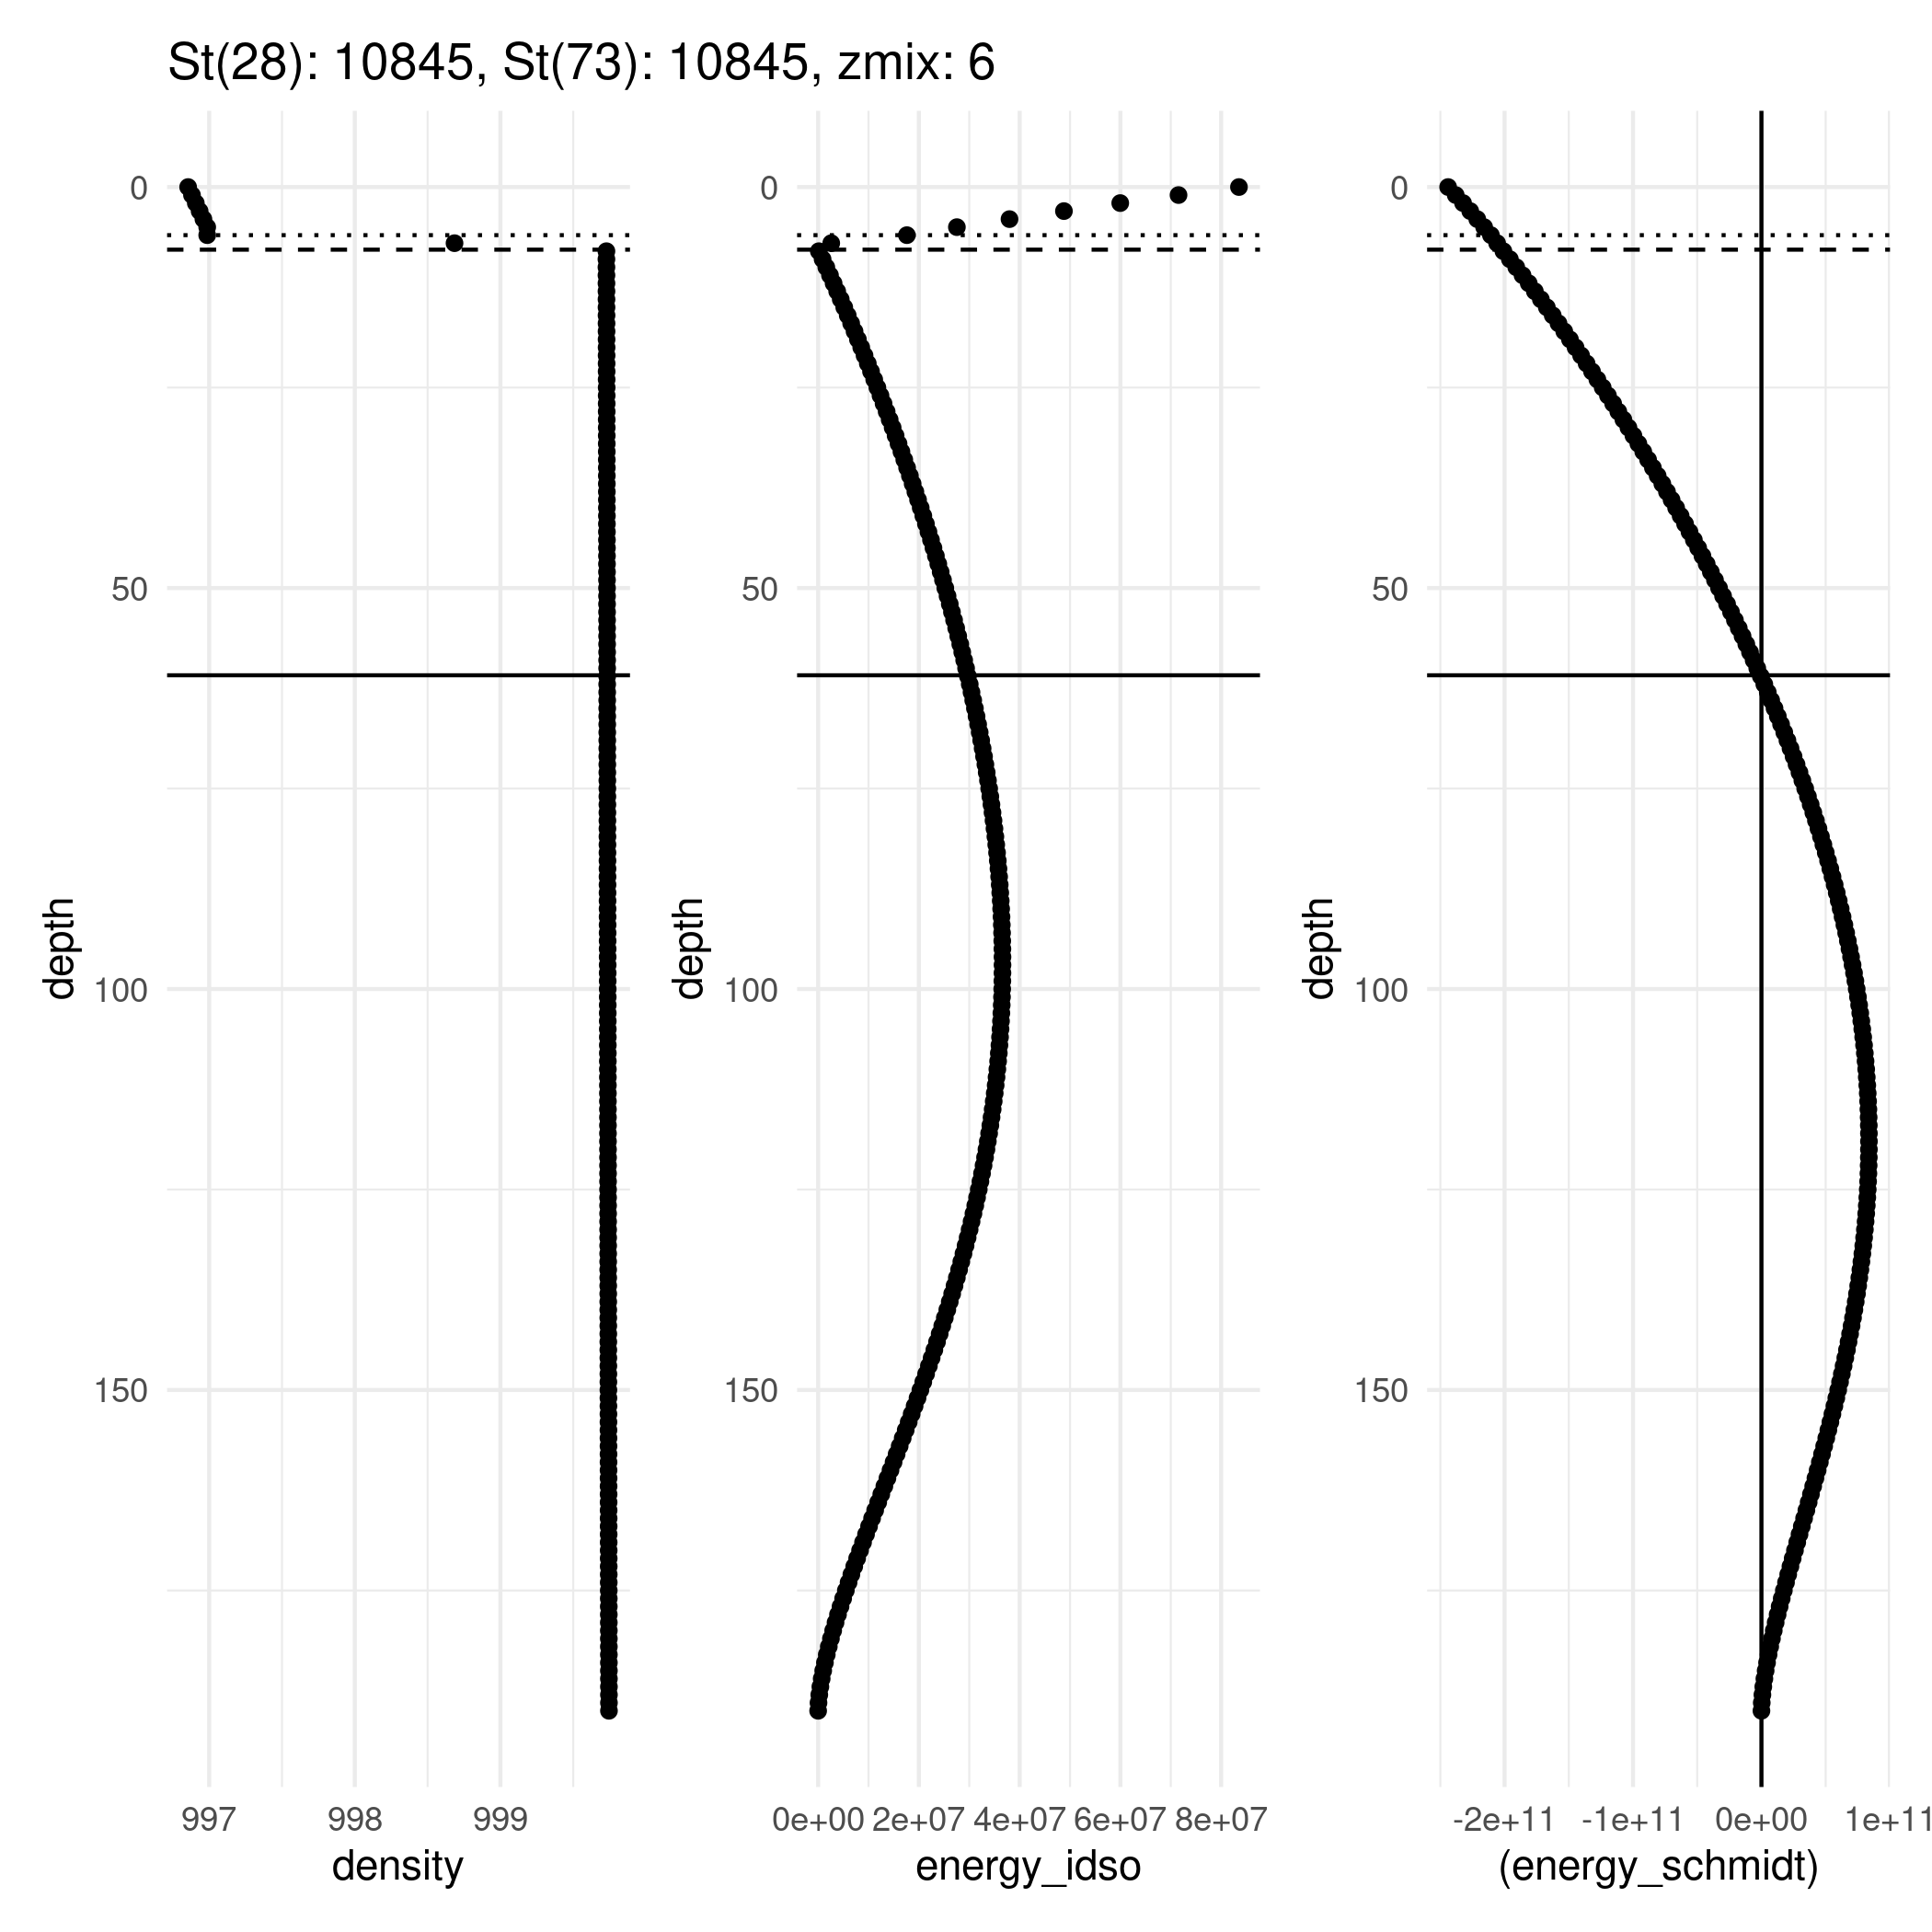 St(28): 10845, St(73): 10845, zmix: 6
0
50
100
150
depth
997 998 999
density
0
50
100
150
depth
0e+00 2e+07 4e+07 6e+07 8e+07
energy_idso
0
50
100
150
depth
-2e+11 -1e+11 0e+00 1e+11
(energy_schmidt)